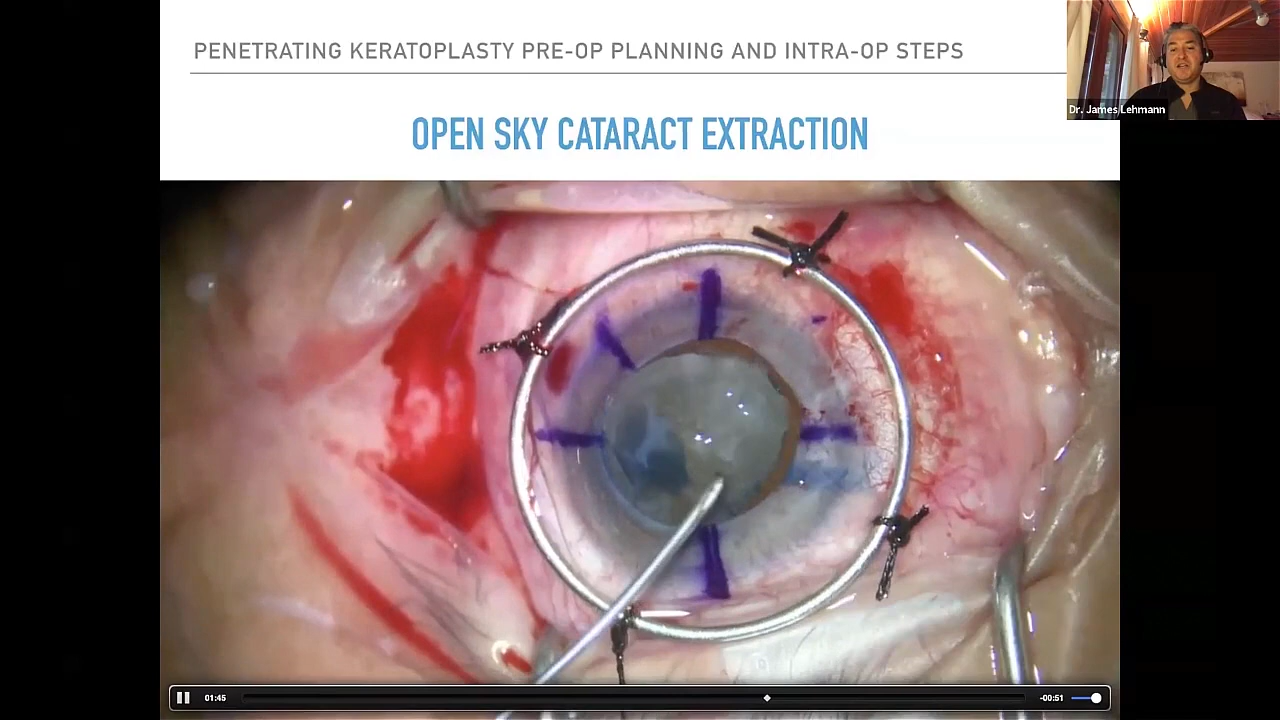 PENETRATING KERATOPLASTY PRE-OP PLANNING AND INTRA-OP STEPS
Dr. James Lehmann
OPEN SKY CATARACT EXTRACTION
01:45
-00:51